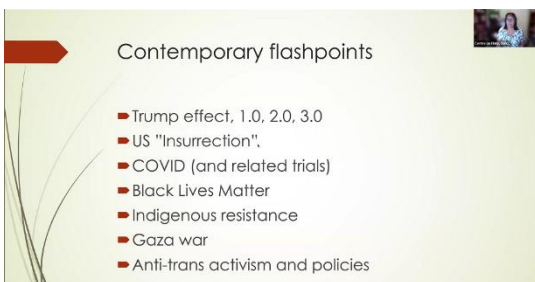 Contemporary flashpoints
Trump effect, 1.0, 2.0, 3.0
US "Insurrection",
COVID (and related trials)
Black Lives Matter
Indigenous resistance
Gaza war
Anti-trans activism and policies